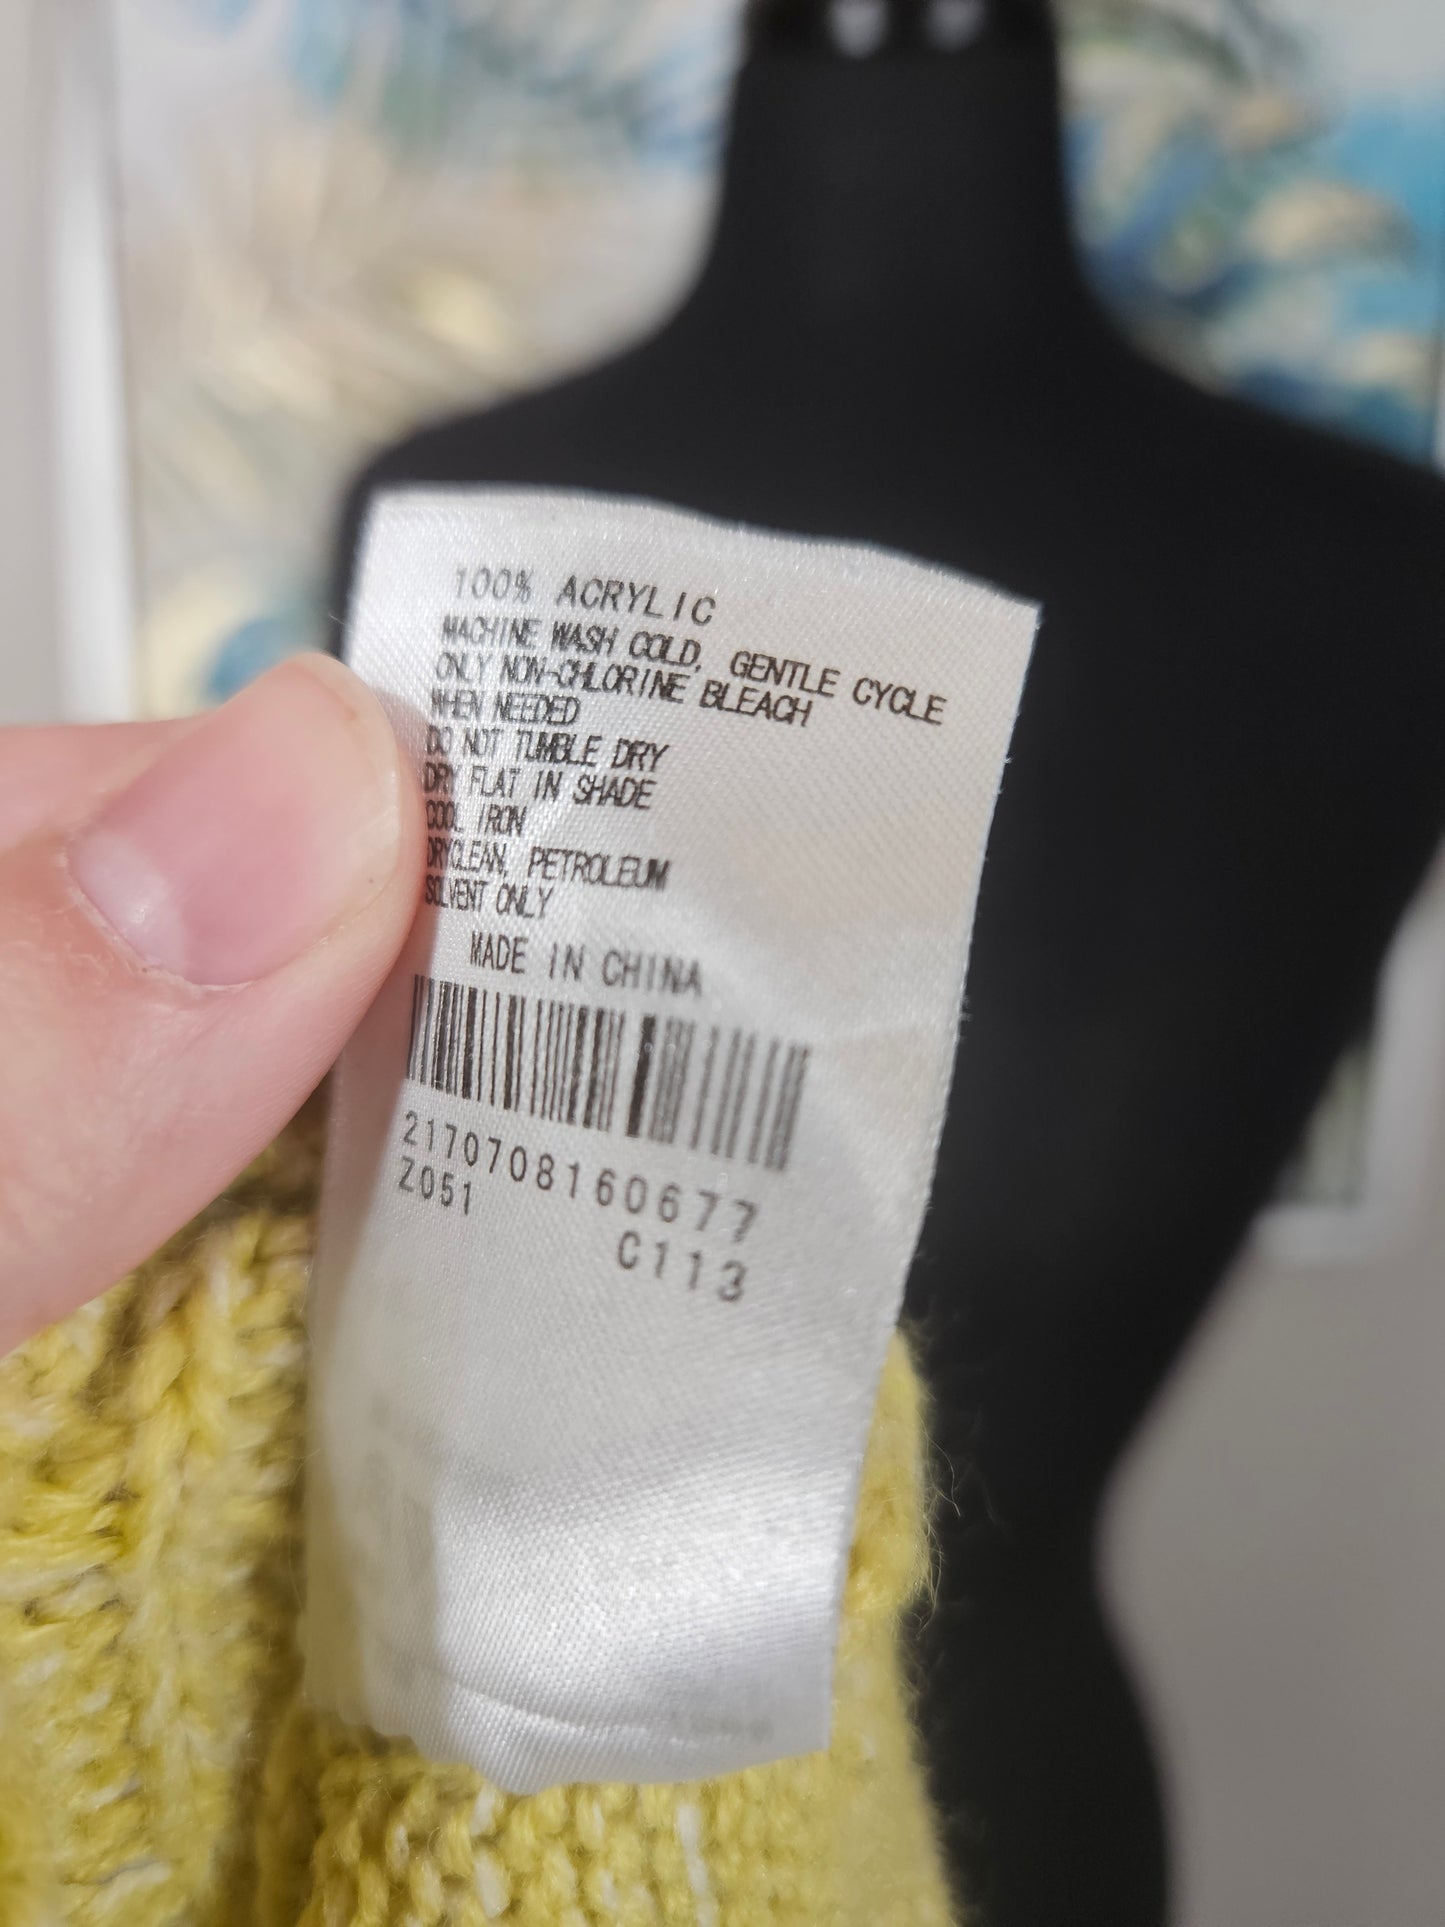 100% ACRYLIC
MACHINE WASH COLD, GENTLE CYCLE
ONLY NON-CHLORINE BLEACH
WHEN NEEDED
DO NOT TUMBLE DRY
DRY FLAT IN SHADE
COOL IRON
DRYCLEAN, PETROLEUM
SOLVENT ONLY
MADE IN CHINA
2170708160677
Z051
C113